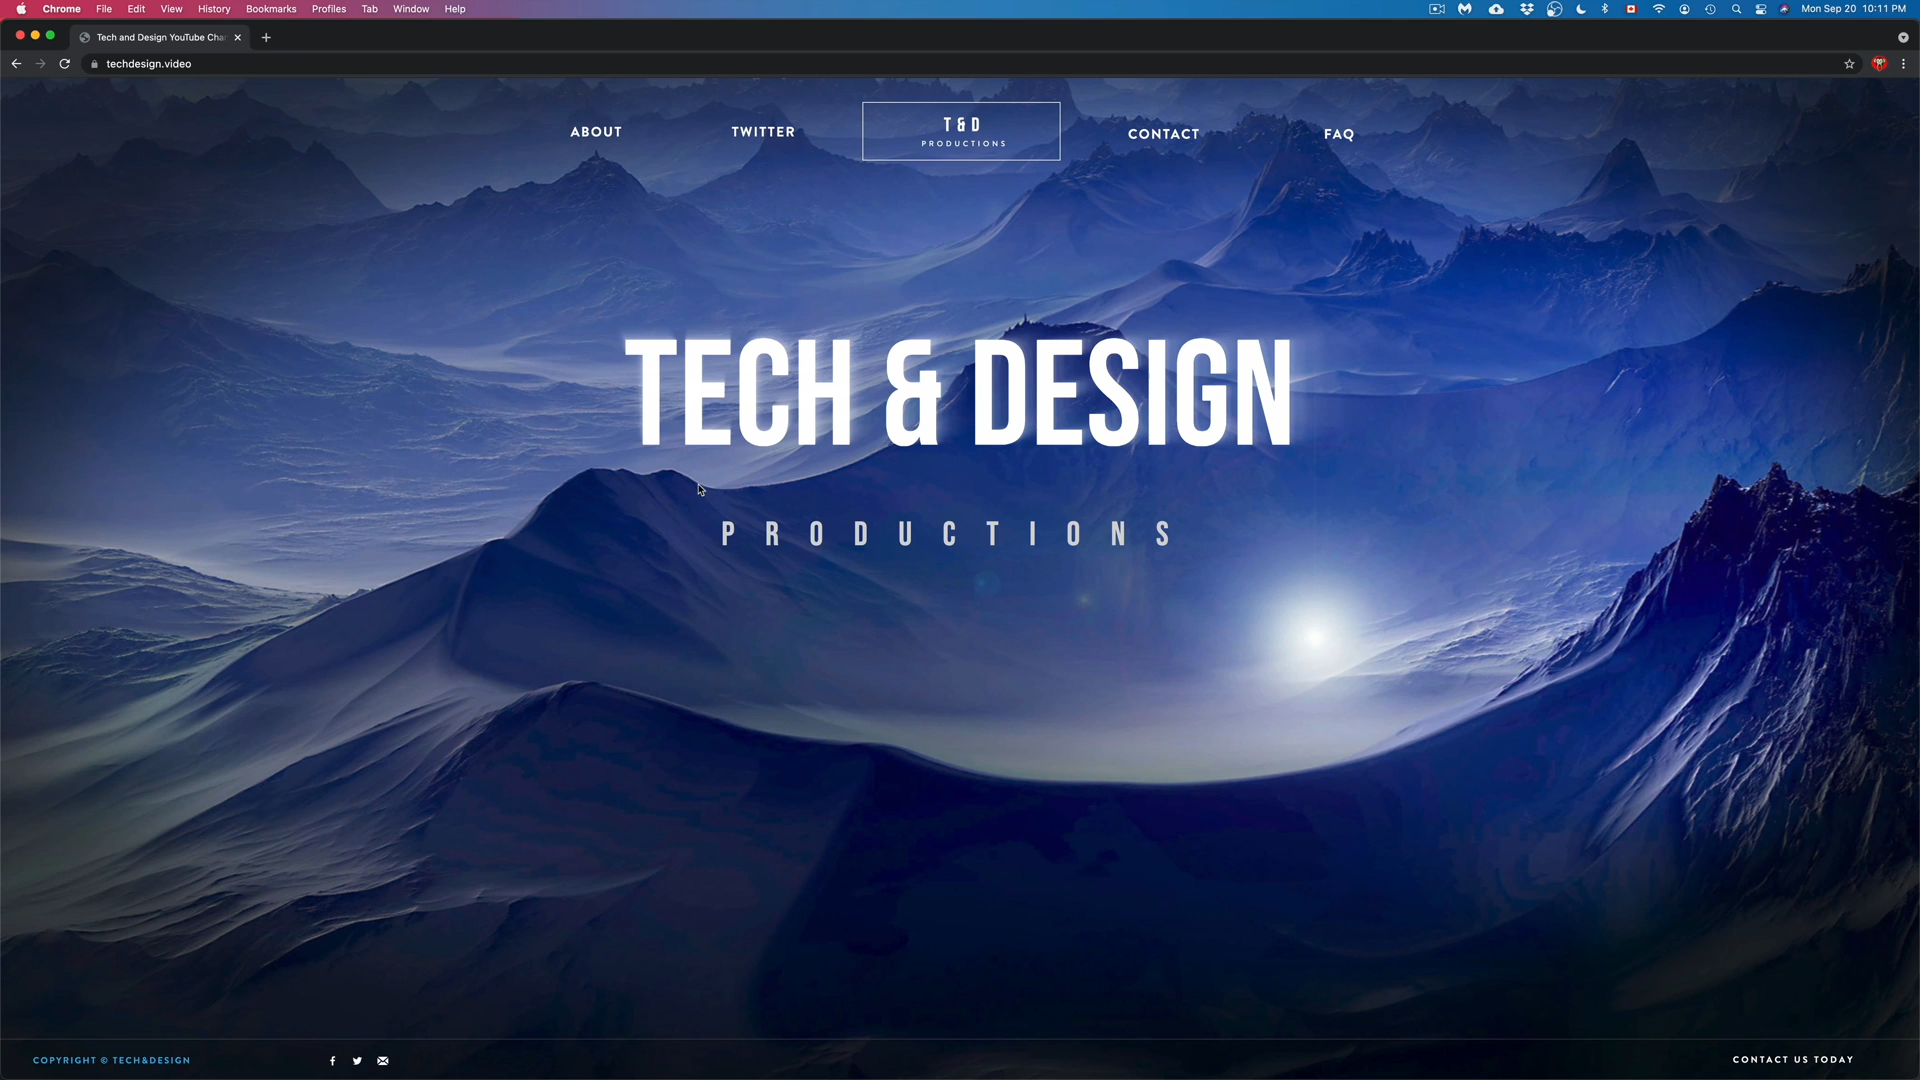 Chrome File Edit View History Bookmarks Profiles Tab Window Help Mon Sep 20 10:11 PM
Tech and Design YouTube Cha
techdesign.video
ABOUT TWITTER T&D CONTACT FAQ
PRODUCTIONS
TECH & DESIGN
PRODUCTIONS
COPYRIGHT © TECH&DESIGN CONTACT US TODAY